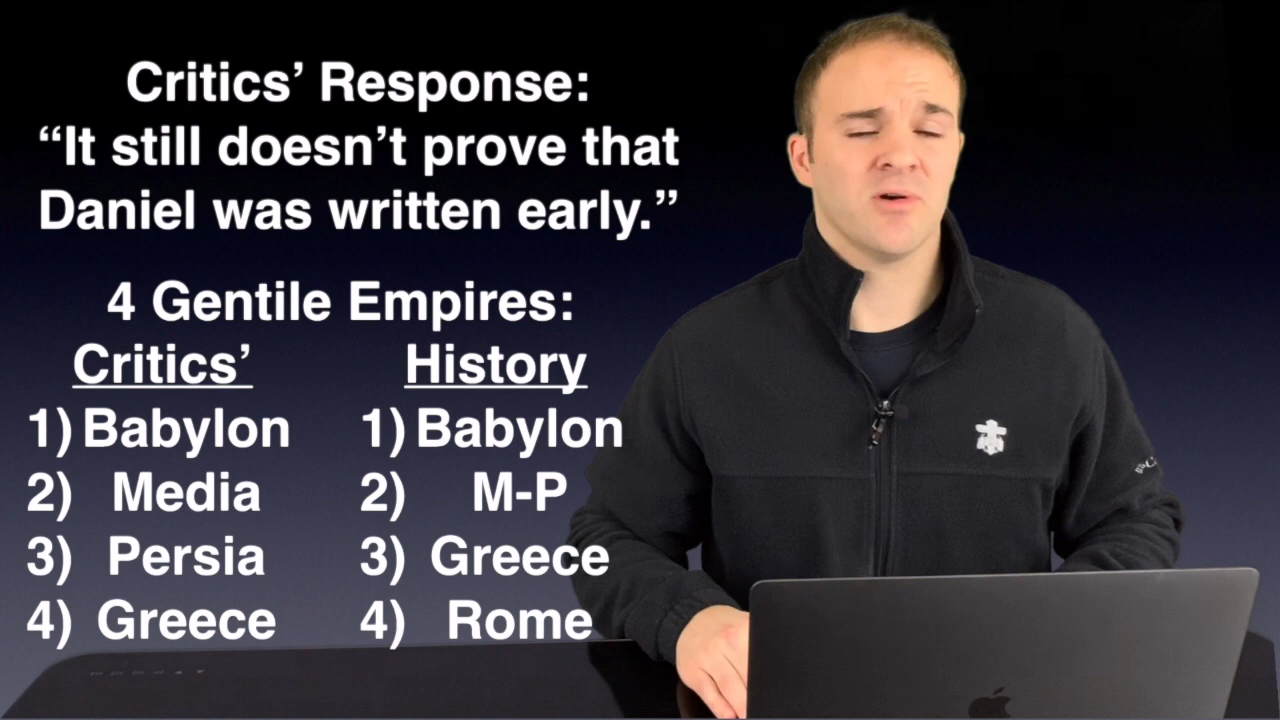 Critics’ Response:
“It still doesn’t prove that
Daniel was written early.”
4 Gentile Empires:
Critics’ History
1) Babylon 1) Babylon
2) Media 2) M-P
3) Persia 3) Greece
4) Greece 4) Rome